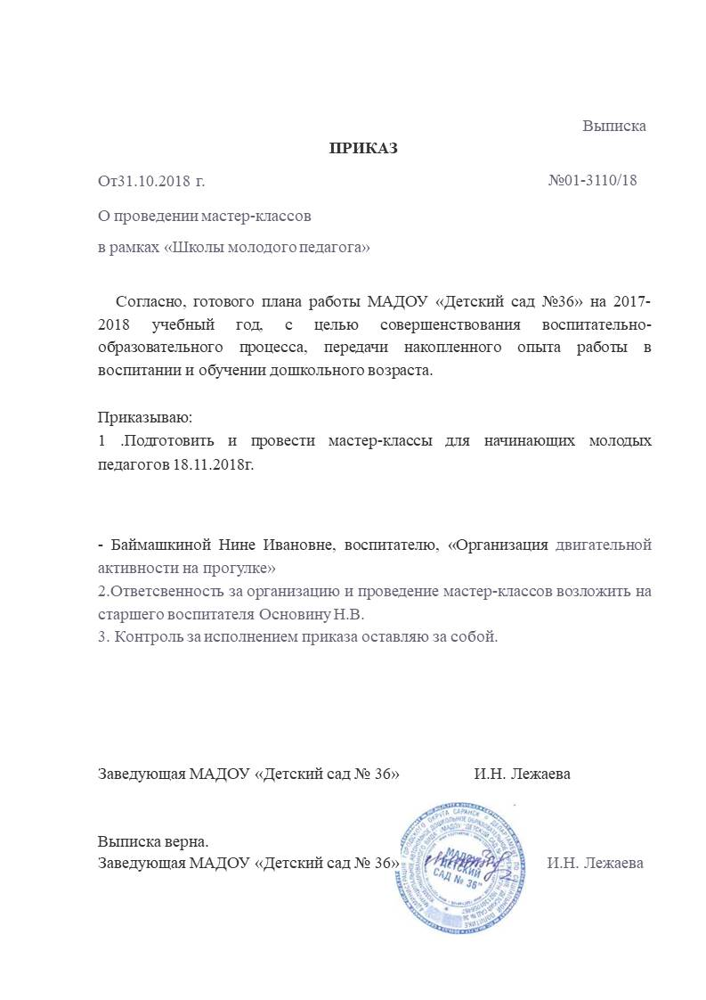 Выписка
ПРИКАЗ
От31.10.2018 г. №01-3110/18
О проведении мастер-классов
в рамках «Школы молодого педагога»
Согласно, готового плана работы МАДОУ «Детский сад №36» на 2017-
2018 учебный год, с целью совершенствования воспитательно-
образовательного процесса, передачи накопленного опыта работы в
воспитании и обучении дошкольного возраста.
Приказываю:
1 .Подготовить и провести мастер-классы для начинающих молодых
педагогов 18.11.2018г.
- Баймашкиной Нине Ивановне, воспитателю, «Организация двигательной
активности на прогулке»
2.Ответсвенность за организацию и проведение мастер-классов возложить на
старшего воспитателя Основину Н.В.
3. Контроль за исполнением приказа оставляю за собой.
Заведующая МАДОУ «Детский сад № 36» И.Н. Лежаева
Выписка верна.
Заведующая МАДОУ «Детский сад № 36» И.Н. Лежаева
МАДОУ
"ДЕТСКИЙ
САД № 36"